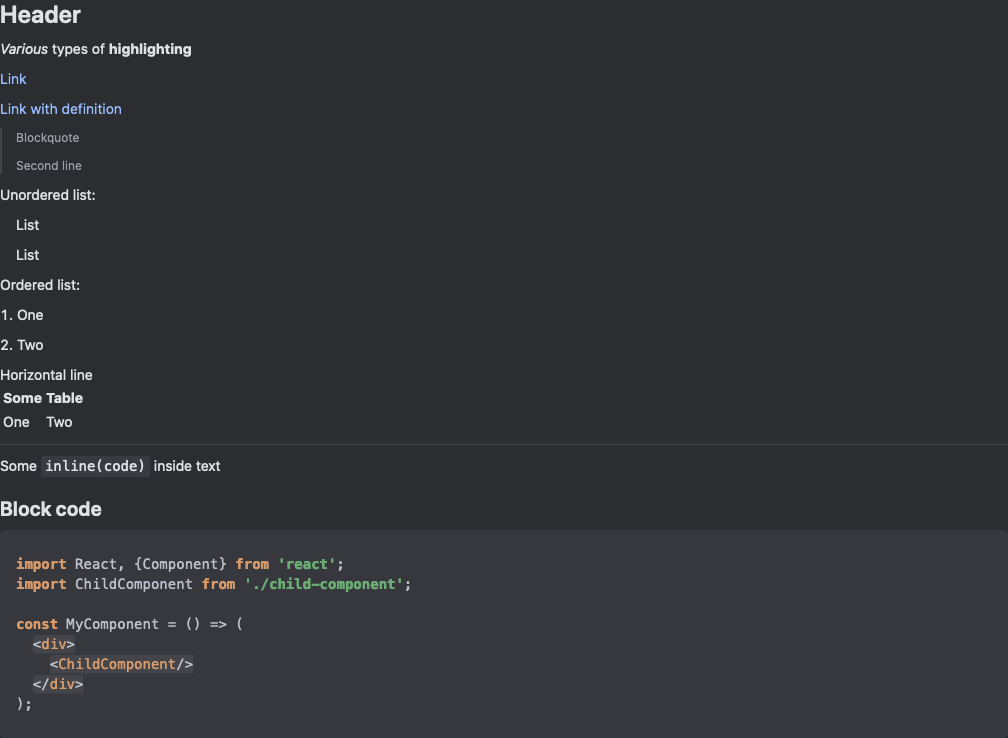 Header
Various types of highlighting
Link
Link with definition
Blockquote
Second line
Unordered list:
List
List
Ordered list:
1. One
2. Two
Horizontal line
Some Table
One Two
Some inline(code) inside text
Block code
import React, {Component} from 'react';
import ChildComponent from './child-component';
const MyComponent = () => (
<div>
<ChildComponent/>
</div>
);